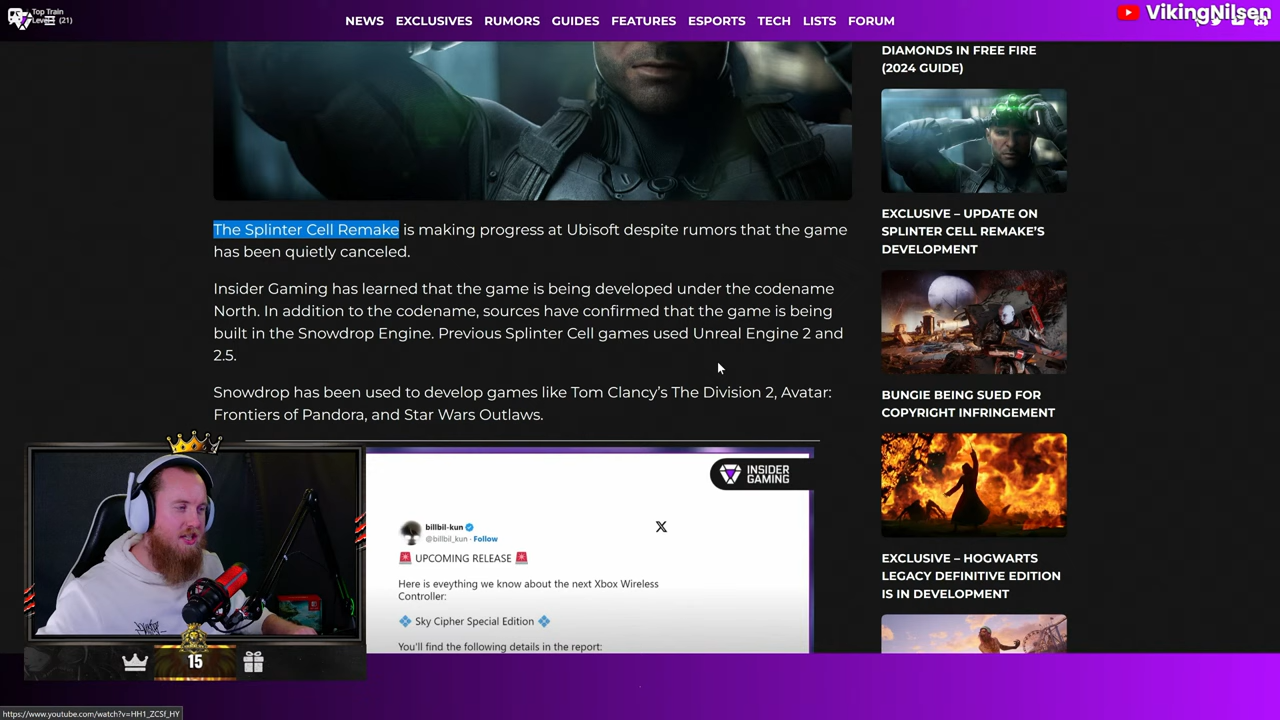 Top Train
Level 1 (21)
NEWS EXCLUSIVES RUMORS GUIDES FEATURES ESPORTS TECH LISTS FORUM
VikingNilsen
DIAMONDS IN FREE FIRE
(2024 GUIDE)
The Splinter Cell Remake is making progress at Ubisoft despite rumors that the game
has been quietly canceled.
EXCLUSIVE – UPDATE ON
SPLINTER CELL REMAKE’S
DEVELOPMENT
Insider Gaming has learned that the game is being developed under the codename
North. In addition to the codename, sources have confirmed that the game is being
built in the Snowdrop Engine. Previous Splinter Cell games used Unreal Engine 2 and
2.5.
Snowdrop has been used to develop games like Tom Clancy’s The Division 2, Avatar:
Frontiers of Pandora, and Star Wars Outlaws.
BUNGIE BEING SUED FOR
COPYRIGHT INFRINGEMENT
INSIDER
GAMING
billbil-kun
@billbil_kun · Follow
🚨 UPCOMING RELEASE 🚨
Here is eveything we know about the next Xbox Wireless
Controller:
💠 Sky Cipher Special Edition 💠
You'll find the following details in the report:
EXCLUSIVE – HOGWARTS
LEGACY DEFINITIVE EDITION
IS IN DEVELOPMENT
15
https://www.youtube.com/watch?v=HH1_ZCSf_HY